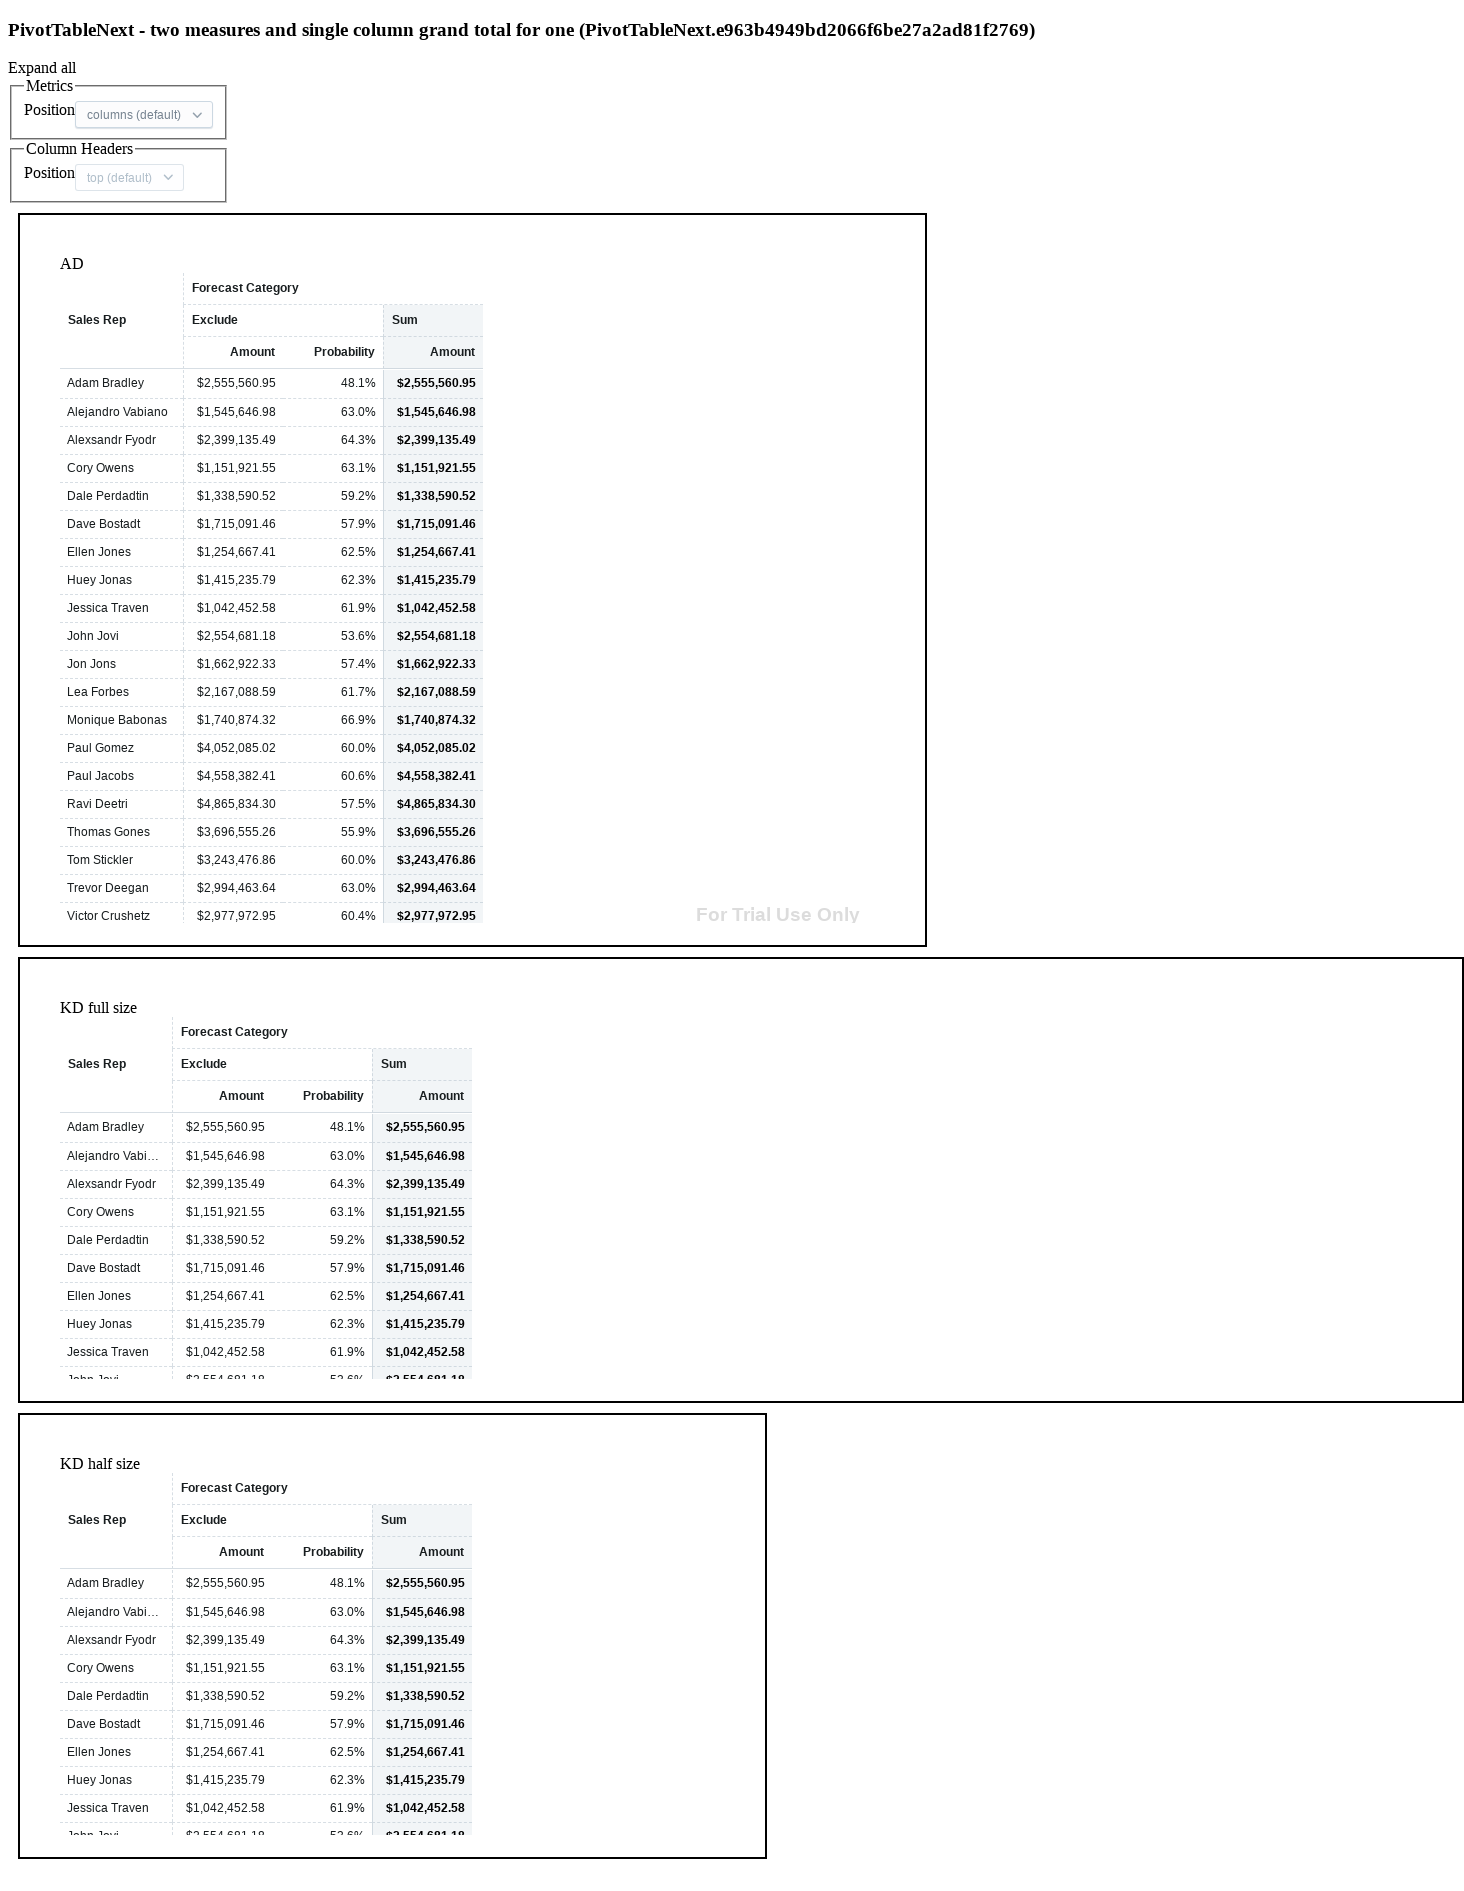 PivotTableNext - two measures and single column grand total for one (PivotTableNext.e963b4949bd2066f6be27a2ad81f2769)
Expand all
Metrics
Position columns (default)
Column Headers
Position top (default)
AD
Forecast Category
Sales Rep Exclude Sum
Amount Probability Amount
Adam Bradley $2,555,560.95 48.1% $2,555,560.95
Alejandro Vabiano $1,545,646.98 63.0% $1,545,646.98
Alexsandr Fyodr $2,399,135.49 64.3% $2,399,135.49
Cory Owens $1,151,921.55 63.1% $1,151,921.55
Dale Perdadtin $1,338,590.52 59.2% $1,338,590.52
Dave Bostadt $1,715,091.46 57.9% $1,715,091.46
Ellen Jones $1,254,667.41 62.5% $1,254,667.41
Huey Jonas $1,415,235.79 62.3% $1,415,235.79
Jessica Traven $1,042,452.58 61.9% $1,042,452.58
John Jovi $2,554,681.18 53.6% $2,554,681.18
Jon Jons $1,662,922.33 57.4% $1,662,922.33
Lea Forbes $2,167,088.59 61.7% $2,167,088.59
Monique Babonas $1,740,874.32 66.9% $1,740,874.32
Paul Gomez $4,052,085.02 60.0% $4,052,085.02
Paul Jacobs $4,558,382.41 60.6% $4,558,382.41
Ravi Deetri $4,865,834.30 57.5% $4,865,834.30
Thomas Gones $3,696,555.26 55.9% $3,696,555.26
Tom Stickler $3,243,476.86 60.0% $3,243,476.86
Trevor Deegan $2,994,463.64 63.0% $2,994,463.64
Victor Crushetz $2,977,972.95 60.4% $2,977,972.95
For Trial Use Only
KD full size
Forecast Category
Sales Rep Exclude Sum
Amount Probability Amount
Adam Bradley $2,555,560.95 48.1% $2,555,560.95
Alejandro Vabi… $1,545,646.98 63.0% $1,545,646.98
Alexsandr Fyodr $2,399,135.49 64.3% $2,399,135.49
Cory Owens $1,151,921.55 63.1% $1,151,921.55
Dale Perdadtin $1,338,590.52 59.2% $1,338,590.52
Dave Bostadt $1,715,091.46 57.9% $1,715,091.46
Ellen Jones $1,254,667.41 62.5% $1,254,667.41
Huey Jonas $1,415,235.79 62.3% $1,415,235.79
Jessica Traven $1,042,452.58 61.9% $1,042,452.58
John Jovi $2,554,681.18 53.6% $2,554,681.18
KD half size
Forecast Category
Sales Rep Exclude Sum
Amount Probability Amount
Adam Bradley $2,555,560.95 48.1% $2,555,560.95
Alejandro Vabi… $1,545,646.98 63.0% $1,545,646.98
Alexsandr Fyodr $2,399,135.49 64.3% $2,399,135.49
Cory Owens $1,151,921.55 63.1% $1,151,921.55
Dale Perdadtin $1,338,590.52 59.2% $1,338,590.52
Dave Bostadt $1,715,091.46 57.9% $1,715,091.46
Ellen Jones $1,254,667.41 62.5% $1,254,667.41
Huey Jonas $1,415,235.79 62.3% $1,415,235.79
Jessica Traven $1,042,452.58 61.9% $1,042,452.58
John Jovi $2,554,681.18 53.6% $2,554,681.18